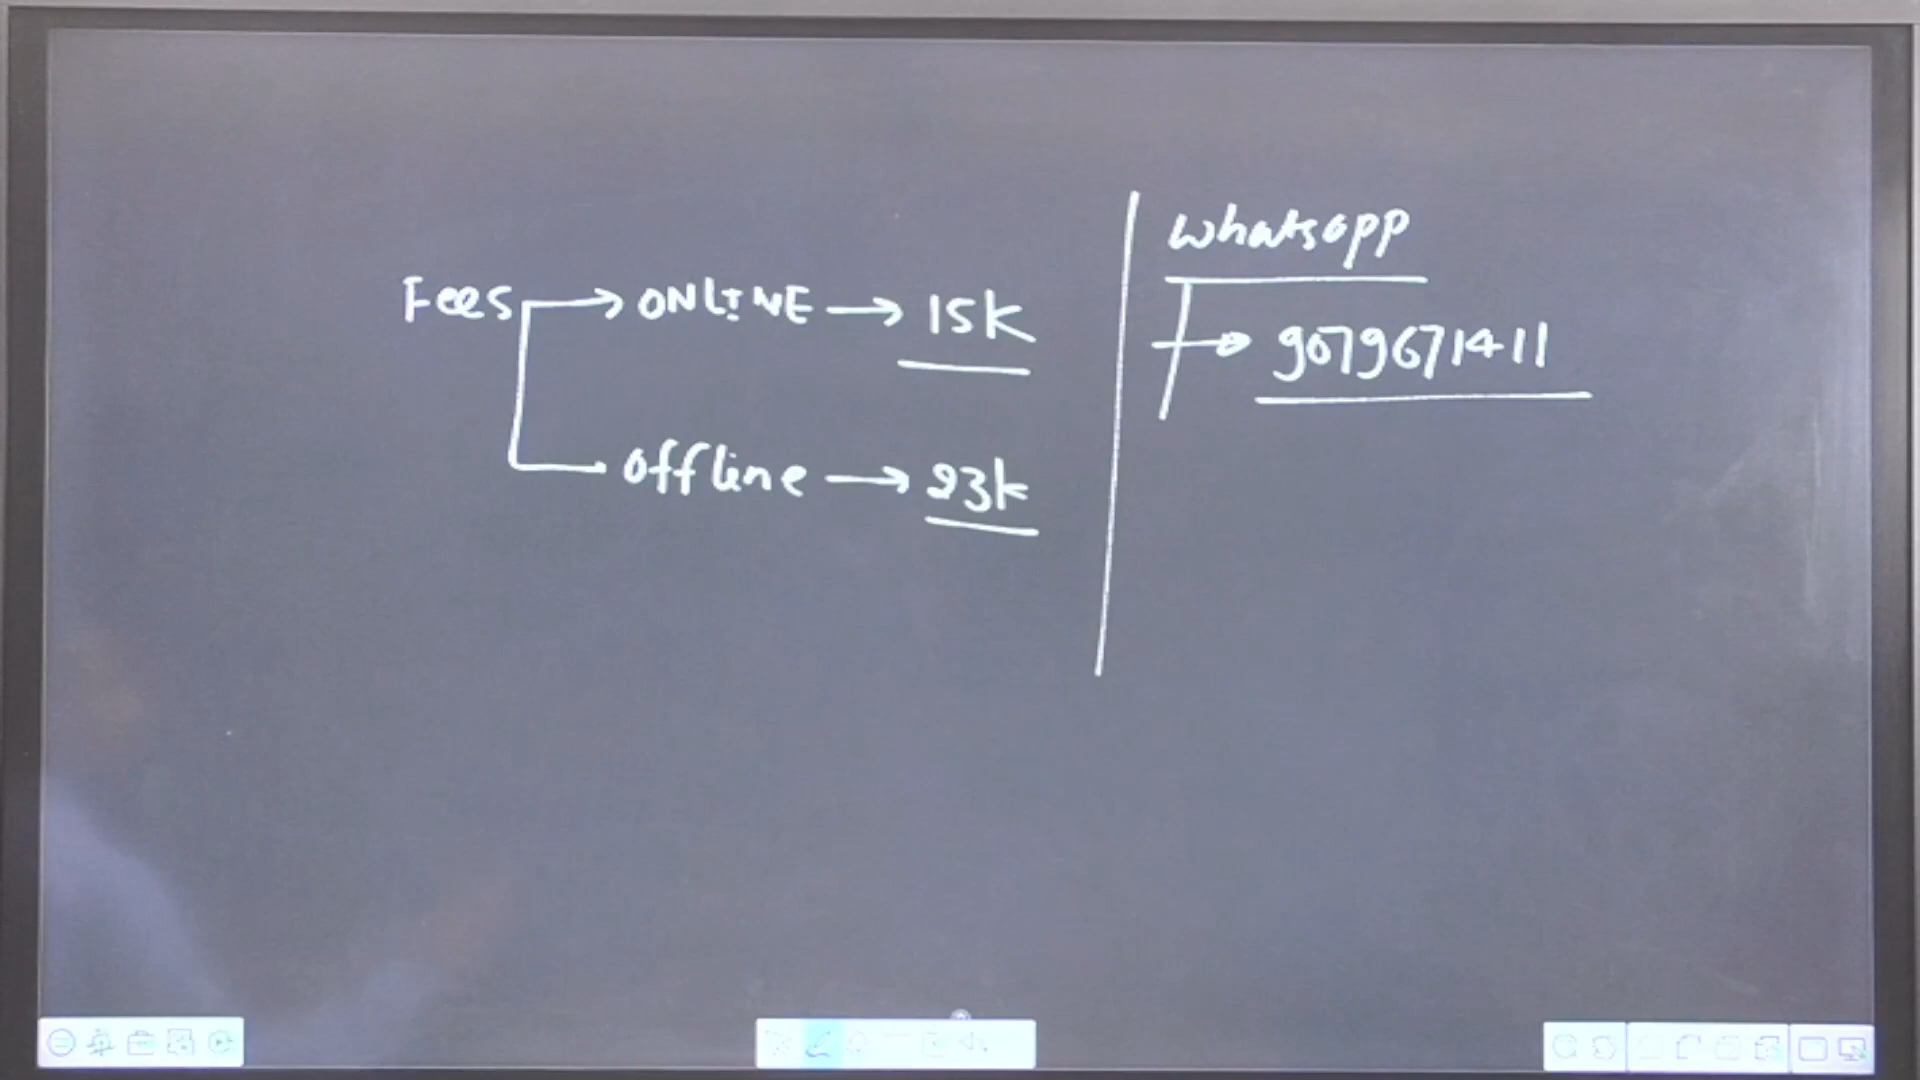 Fees → ONLINE → 15k
offline → 23k
whatsapp
→ 9079671411